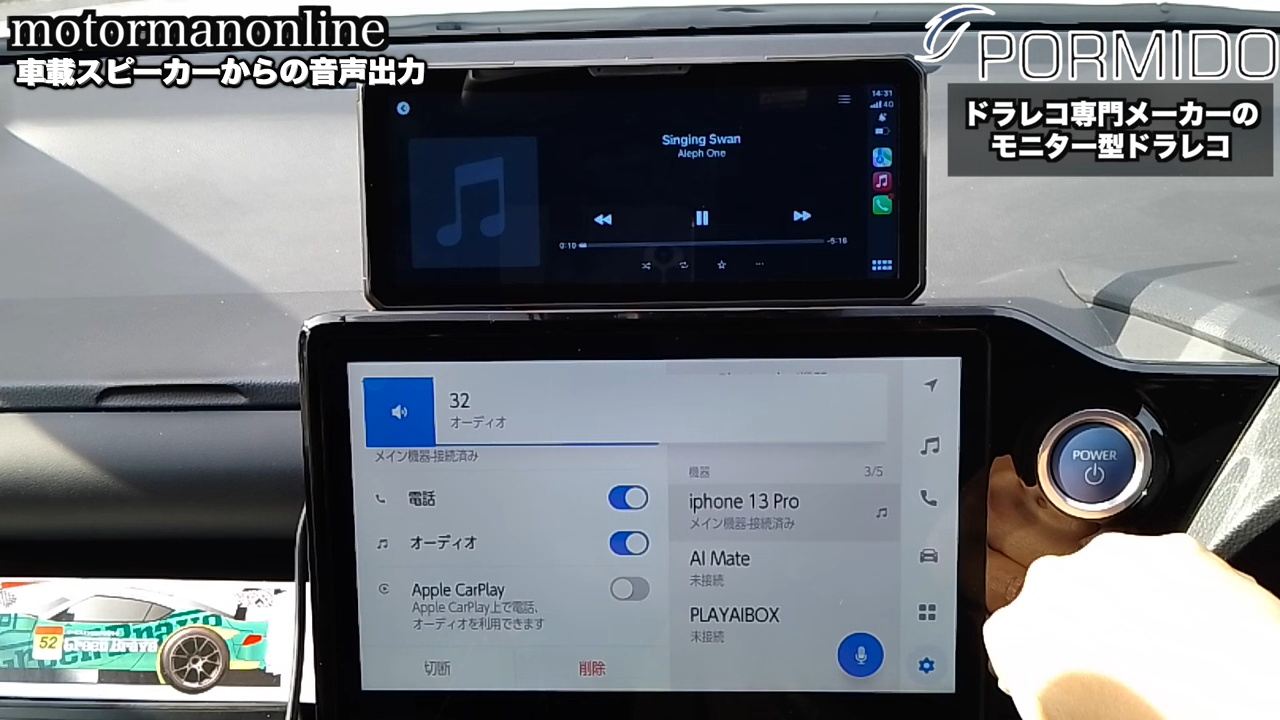 motormanonline
車載スピーカーからの音声出力
PORMIDO
ドラレコ専門メーカーの
モニター型ドラレコ
14:31
4G
Singing Swan
Aleph One
0:10
-5:16
32
オーディオ
メイン機器-接続済み
電話
オーディオ
Apple CarPlay
Apple CarPlay上で電話、
オーディオを利用できます
切断
削除
機器
3/5
iphone 13 Pro
メイン機器-接続済み
AI Mate
未接続
PLAYAIBOX
未接続
POWER
52
GreenBrave